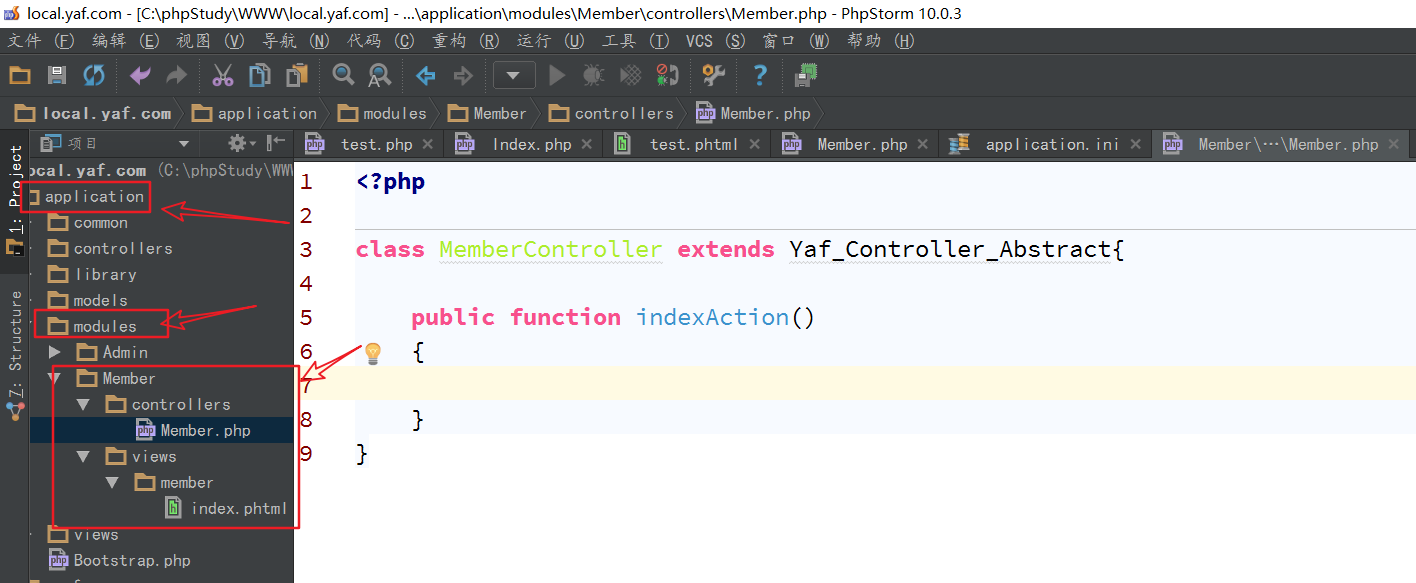 local.yaf.com - [C:\phpStudy\WWW\local.yaf.com] - ...\application\modules\Member\controllers\Member.php - PhpStorm 10.0.3
文件 (F) 编辑 (E) 视图 (V) 导航 (N) 代码 (C) 重构 (R) 运行 (U) 工具 (T) VCS (S) 窗口 (W) 帮助 (H)
local.yaf.com application modules Member controllers Member.php
项目 test.php Index.php test.phtml Member.php application.ini Member\…\Member.php
1: Project
Z: Structure
ocal.yaf.com (C:\phpStudy\WWW
application
common
controllers
library
models
modules
Admin
Member
controllers
Member.php
views
member
index.phtml
views
Bootstrap.php
1 <?php
2
3 class MemberController extends Yaf_Controller_Abstract{
4
5 public function indexAction()
6 {
7
8 }
9 }